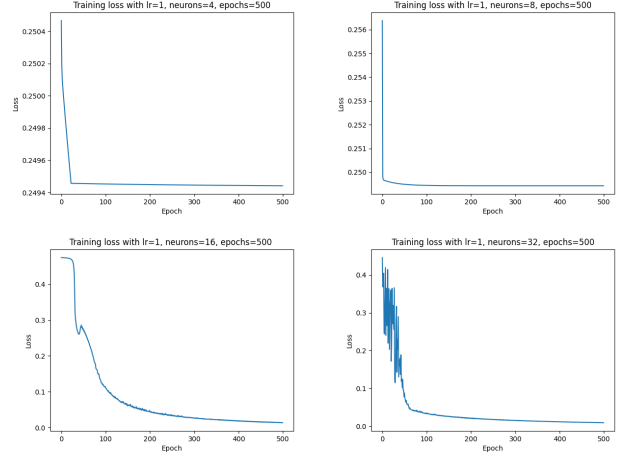 Training loss with lr=1, neurons=4, epochs=500
0.2504
0.2502
0.2500
0.2498
0.2496
0.2494
Loss
0 100 200 300 400 500
Epoch
Training loss with lr=1, neurons=8, epochs=500
0.256
0.255
0.254
0.253
0.252
0.251
0.250
Loss
0 100 200 300 400 500
Epoch
Training loss with lr=1, neurons=16, epochs=500
0.4
0.3
0.2
0.1
0.0
Loss
0 100 200 300 400 500
Epoch
Training loss with lr=1, neurons=32, epochs=500
0.4
0.3
0.2
0.1
0.0
Loss
0 100 200 300 400 500
Epoch